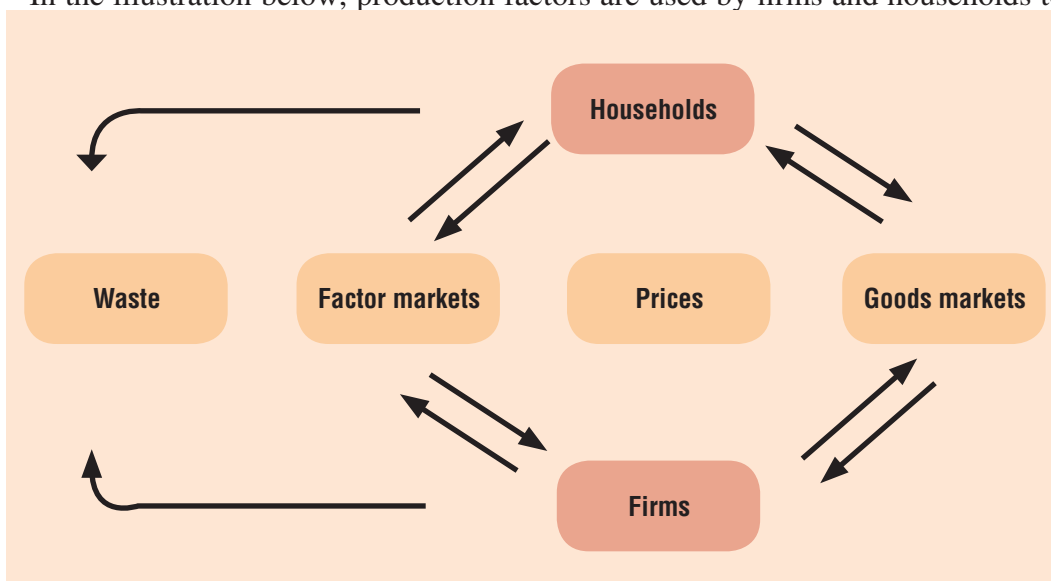 In the illustration below, production factors are used by firms and households t
Households
Waste
Factor markets
Prices
Goods markets
Firms